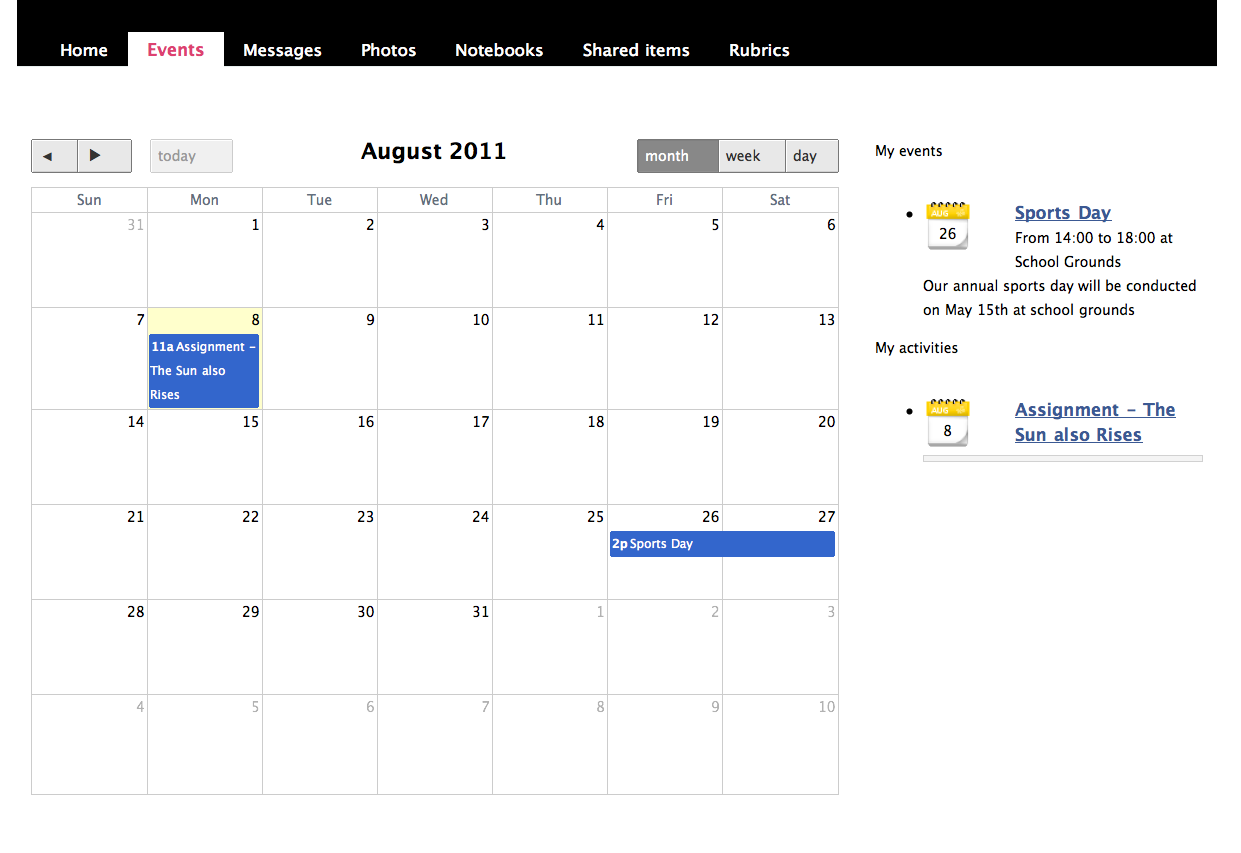 Home Events Messages Photos Notebooks Shared items Rubrics
◄ ► today August 2011 month week day
Sun Mon Tue Wed Thu Fri Sat
31 1 2 3 4 5 6
7 8 9 10 11 12 13
11a Assignment –
The Sun also
Rises
14 15 16 17 18 19 20
21 22 23 24 25 26 27
2p Sports Day
28 29 30 31 1 2 3
4 5 6 7 8 9 10
My events
AUG
26
Sports Day
From 14:00 to 18:00 at
School Grounds
Our annual sports day will be conducted
on May 15th at school grounds
My activities
AUG
8
Assignment – The
Sun also Rises